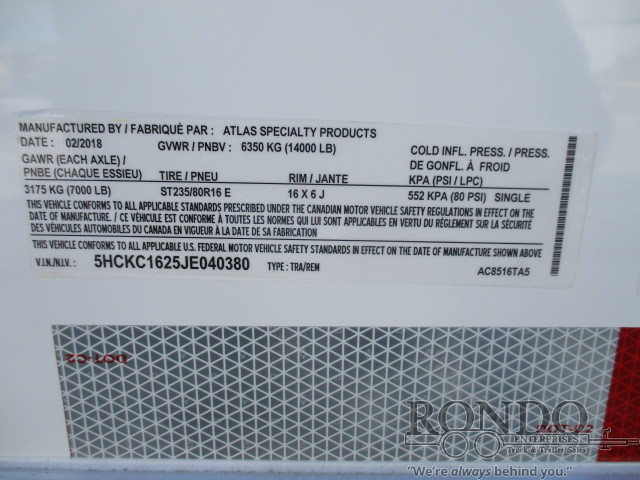 MANUFACTURED BY / FABRIQUÉ PAR : ATLAS SPECIALTY PRODUCTS
DATE : 02/2018 GVWR / PNBV : 6350 KG (14000 LB)
COLD INFL. PRESS. / PRESS.
GAWR (EACH AXLE) / DE GONFL. À FROID
PNBE (CHAQUE ESSIEU) TIRE / PNEU RIM / JANTE KPA (PSI / LPC)
3175 KG (7000 LB) ST235/80R16 E 16 X 6 J 552 KPA (80 PSI) SINGLE
THIS VEHICLE CONFORMS TO ALL APPLICABLE STANDARDS PRESCRIBED UNDER THE CANADIAN MOTOR VEHICLE SAFETY REGULATIONS IN EFFECT ON THE
DATE OF MANUFACTURE. / CE VÉHICULE EST CONFORME À TOUTES LES NORMES QUI LUI SONT APPLICABLES EN VERTU DU RÈGLEMENT SUR LA SÉCURITÉ
DES VÉHICULES AUTOMOBILES DU CANADA EN VIGUEUR À LA DATE DE SA FABRICATION
THIS VEHICLE CONFORMS TO ALL APPLICABLE U.S. FEDERAL MOTOR VEHICLE SAFETY STANDARDS IN EFFECT ON THE DATE OF MANUFACTURE SHOWN ABOVE.
V.I.N./N.I.V. : 5HCKC1625JE040380 TYPE : TRA/REM AC8516TA5
DOT-C2
DOT-C2
RONDO
ENTERPRISES
Truck & Trailer Sales
"We're always behind you."